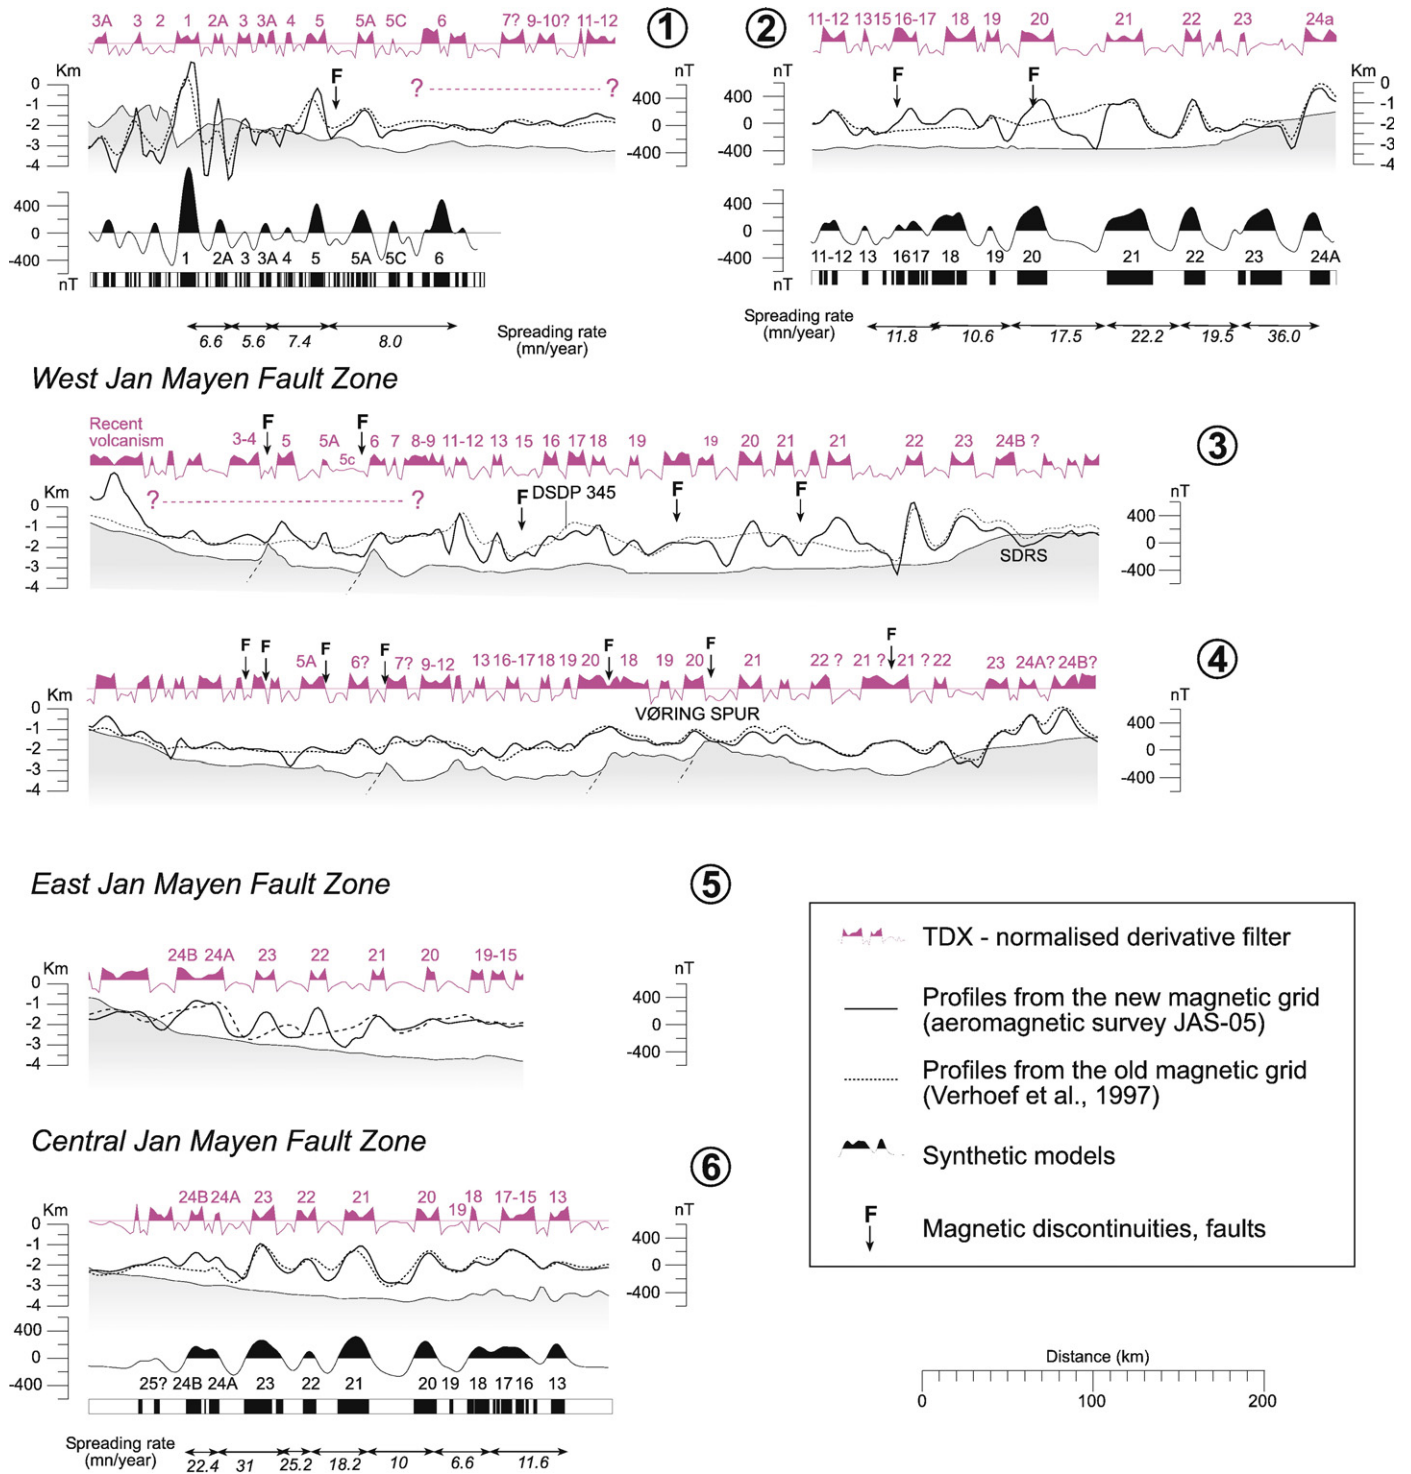 3A 3 2 1 2A 3 3A 4 5 5A 5C 6 7? 9-10? 11-12
1
Km
0
-1
-2
-3
-4
F
? ?
nT
400
0
-400
400
0
-400
nT
1 2A 3 3A 4 5 5A 5C 6
6.6 5.6 7.4 8.0
Spreading rate
(mn/year)
2
11-12 13 15 16-17 18 19 20 21 22 23 24a
nT
400
0
-400
F F
Km
0
-1
-2
-3
-4
400
0
-400
nT
11-12 13 16 17 18 19 20 21 22 23 24A
Spreading rate
(mn/year)
11.8 10.6 17.5 22.2 19.5 36.0
West Jan Mayen Fault Zone
3
Recent
volcanism
3-4 F 5 5A 5c F 6 7 8-9 11-12 13 15 16 17 18 19 19 20 21 21 22 23 24B ?
Km
0
-1
-2
-3
-4
? ?
F DSDP 345 F F
SDRS
nT
400
0
-400
4
F F 5A F 6? F 7? 9-12 13 16-17 18 19 20 F 18 19 20 F 21 22 ? 21 ? F 21 ? 22 23 24A? 24B?
Km
0
-1
-2
-3
-4
VØRING SPUR
nT
400
0
-400
East Jan Mayen Fault Zone
5
24B 24A 23 22 21 20 19-15
Km
0
-1
-2
-3
-4
nT
400
0
-400
Central Jan Mayen Fault Zone
6
24B 24A 23 22 21 20 19 18 17-15 13
Km
0
-1
-2
-3
-4
nT
400
0
-400
400
0
-400
25? 24B 24A 23 22 21 20 19 18 17 16 13
Spreading rate
(mn/year)
22.4 31 25.2 18.2 10 6.6 11.6
TDX - normalised derivative filter
Profiles from the new magnetic grid
(aeromagnetic survey JAS-05)
Profiles from the old magnetic grid
(Verhoef et al., 1997)
Synthetic models
F
Magnetic discontinuities, faults
Distance (km)
0 100 200